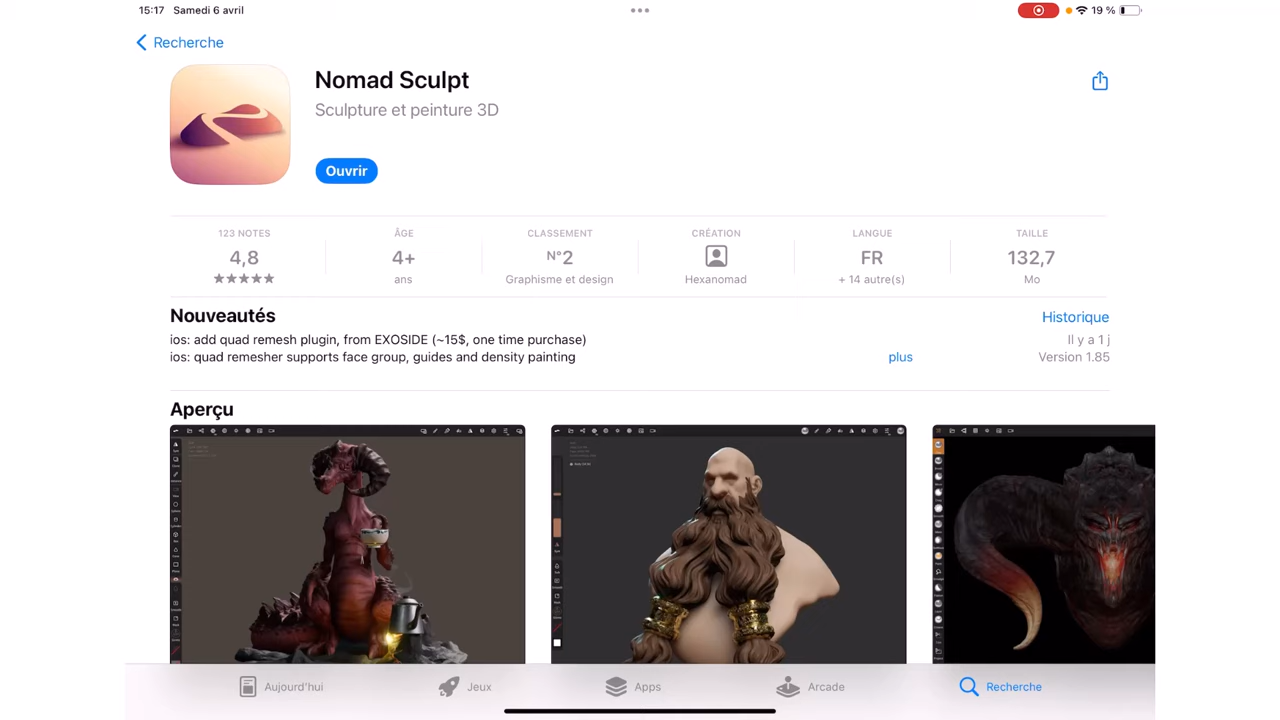 15:17 Samedi 6 avril
19 %
Recherche
Nomad Sculpt
Sculpture et peinture 3D
Ouvrir
123 NOTES
4,8
ÂGE
4+
ans
CLASSEMENT
N°2
Graphisme et design
CRÉATION
Hexanomad
LANGUE
FR
+ 14 autre(s)
TAILLE
132,7
Mo
Nouveautés
Historique
ios: add quad remesh plugin, from EXOSIDE (~15$, one time purchase)
Il y a 1 j
ios: quad remesher supports face group, guides and density painting
plus
Version 1.85
Aperçu
Aujourd'hui
Jeux
Apps
Arcade
Recherche